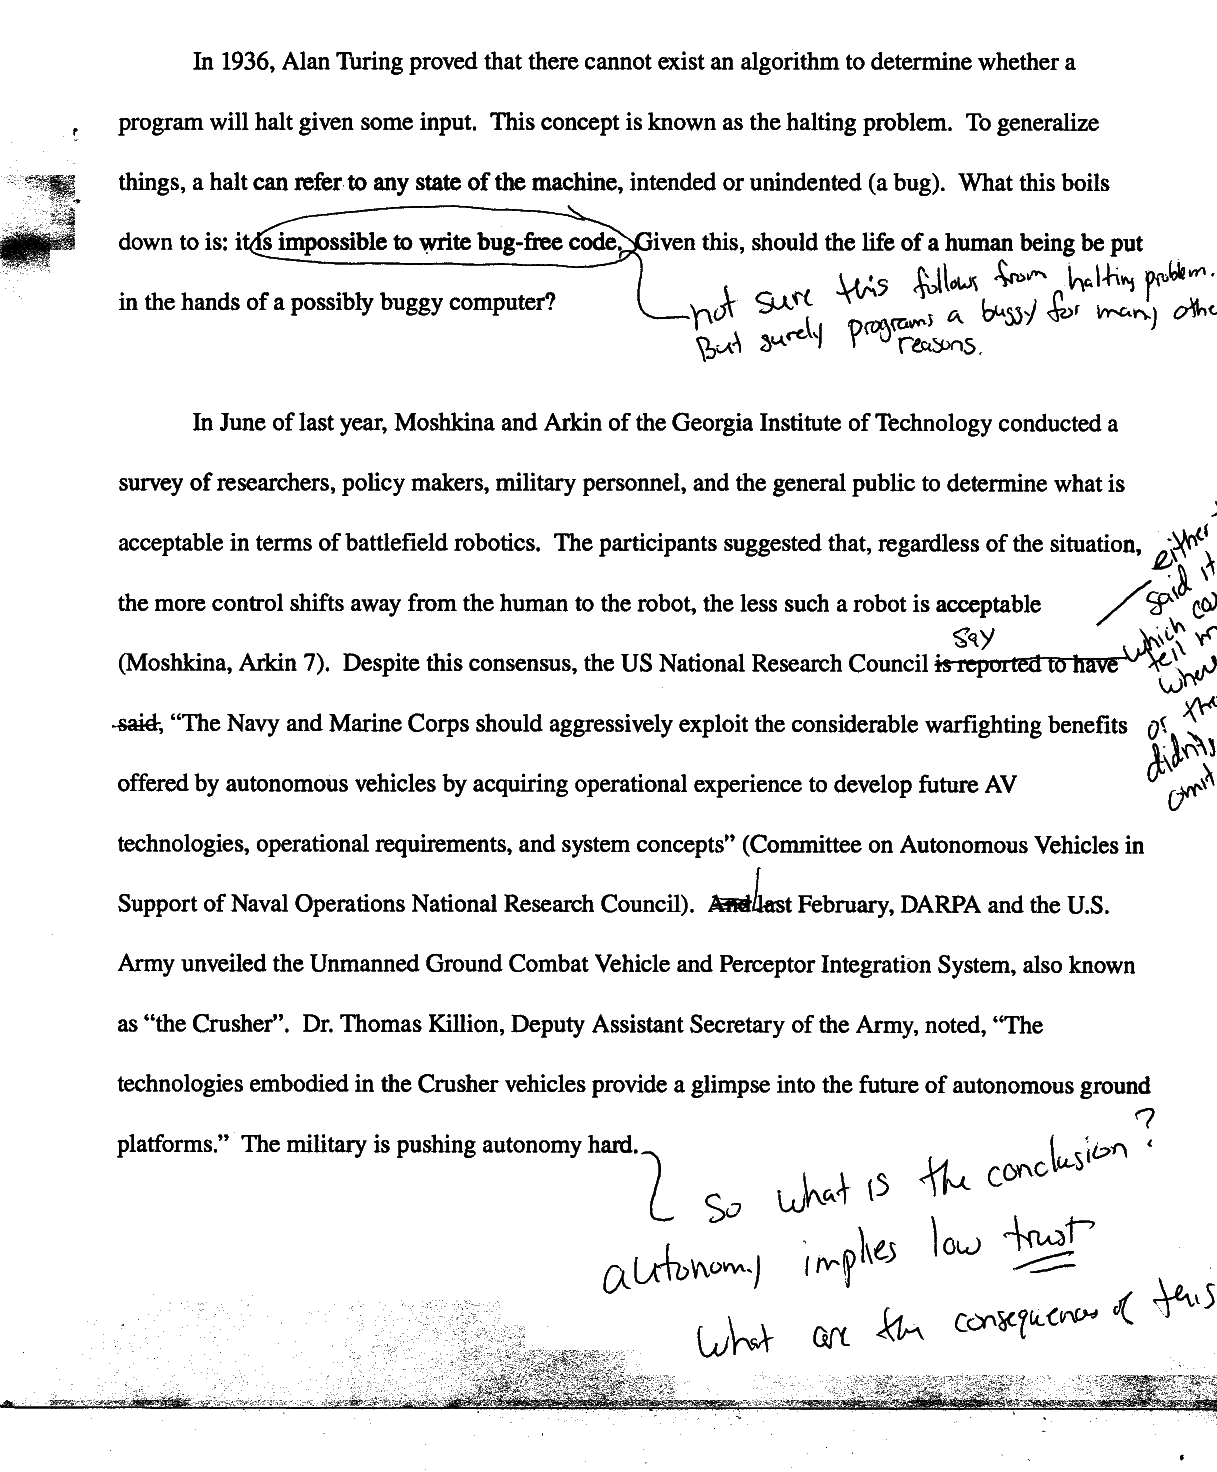 In 1936, Alan Turing proved that there cannot exist an algorithm to determine whether a
program will halt given some input.  This concept is known as the halting problem.  To generalize
things, a halt can refer to any state of the machine, intended or unindented (a bug).  What this boils
down to is: it is impossible to write bug-free code.  Given this, should the life of a human being be put
in the hands of a possibly buggy computer?
not sure this follows from halting problem.
But surely programs a buggy for many othe
reasons.
In June of last year, Moshkina and Arkin of the Georgia Institute of Technology conducted a
survey of researchers, policy makers, military personnel, and the general public to determine what is
acceptable in terms of battlefield robotics.  The participants suggested that, regardless of the situation,
the more control shifts away from the human to the robot, the less such a robot is acceptable
say
(Moshkina, Arkin 7).  Despite this consensus, the US National Research Council is reported to have
said, “The Navy and Marine Corps should aggressively exploit the considerable warfighting benefits
offered by autonomous vehicles by acquiring operational experience to develop future AV
technologies, operational requirements, and system concepts” (Committee on Autonomous Vehicles in
Support of Naval Operations National Research Council).  And last February, DARPA and the U.S.
Army unveiled the Unmanned Ground Combat Vehicle and Perceptor Integration System, also known
as “the Crusher”.  Dr. Thomas Killion, Deputy Assistant Secretary of the Army, noted, “The
technologies embodied in the Crusher vehicles provide a glimpse into the future of autonomous ground
platforms.”  The military is pushing autonomy hard.
either
said it
which
tell
or
didn't
omit
So what is the conclusion?
autonomy implies low trust
What are the consequences of this